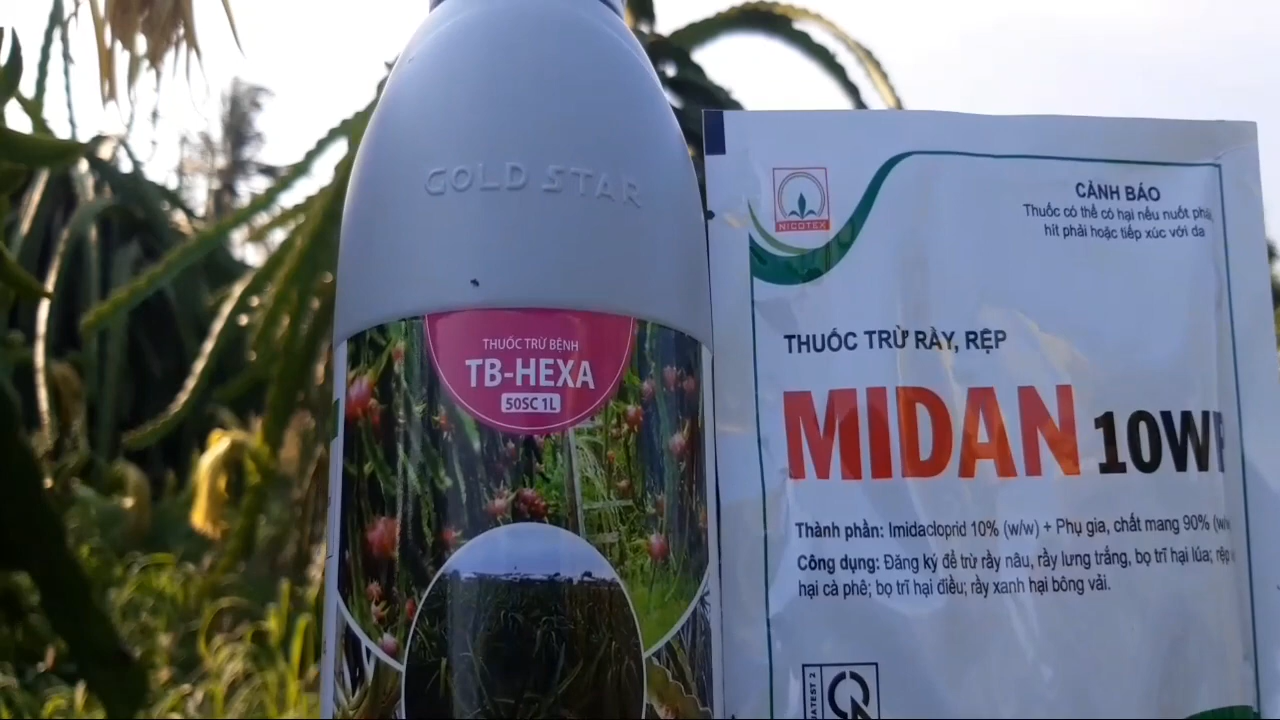 GOLD STAR
THUỐC TRỪ BỆNH
TB-HEXA
50SC 1L
NICOTEX
CẢNH BÁO
Thuốc có thể có hại nếu nuốt phải,
hít phải hoặc tiếp xúc với da
THUỐC TRỪ RẦY, RỆP
MIDAN 10WP
Thành phần: Imidacloprid 10% (w/w) + Phụ gia, chất mang 90% (w/w
Công dụng: Đăng ký để trừ rầy nâu, rầy lưng trắng, bọ trĩ hại lúa; rệp
hại cà phê; bọ trĩ hại điều; rầy xanh hại bông vải.